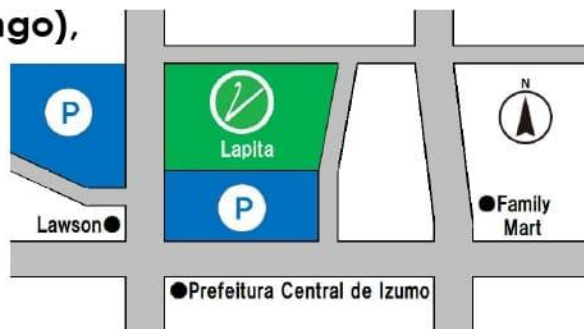 ngo),
P
Lapita
N
P
Lawson
Family
Mart
Prefeitura Central de Izumo